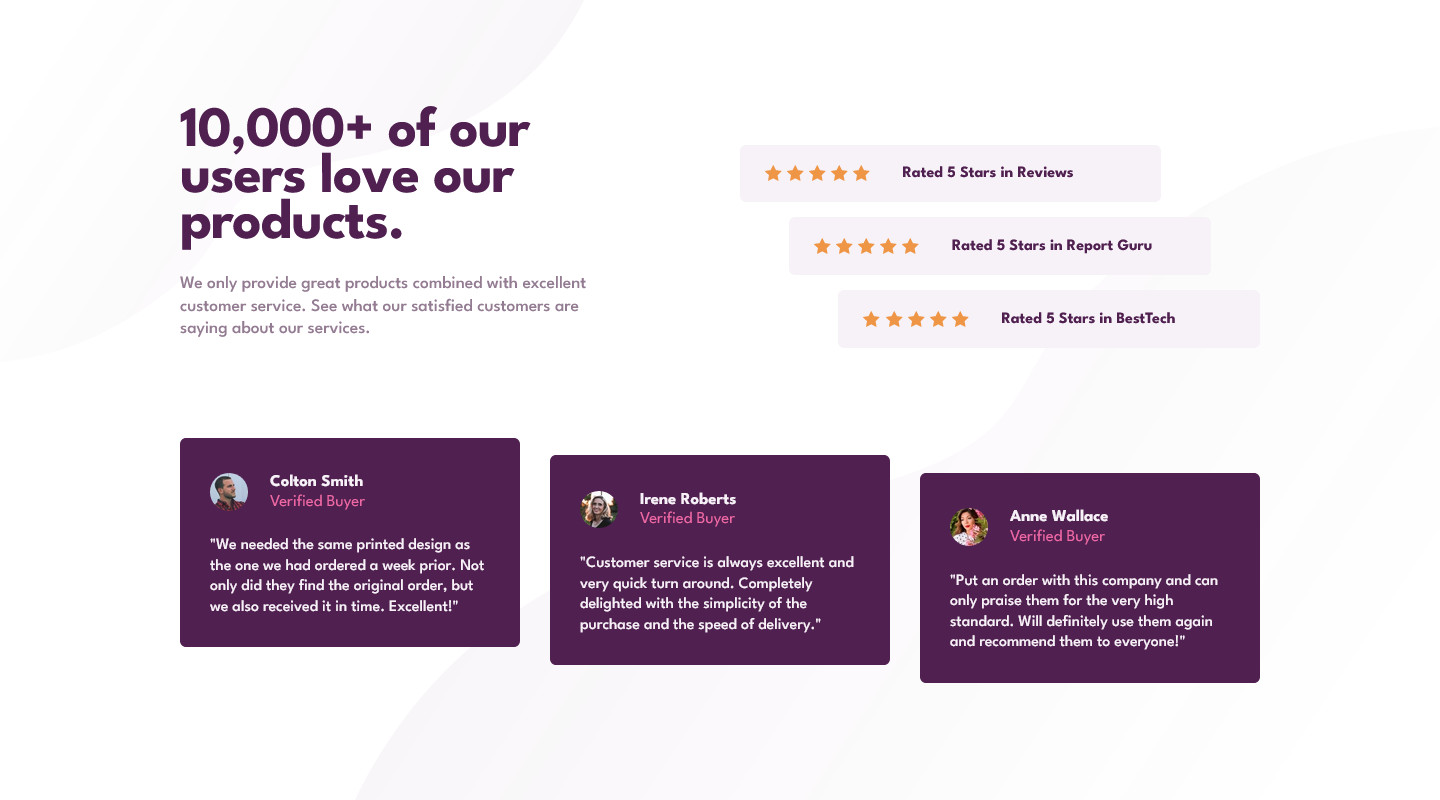 10,000+ of our
users love our
products.
We only provide great products combined with excellent
customer service. See what our satisfied customers are
saying about our services.
Rated 5 Stars in Reviews
Rated 5 Stars in Report Guru
Rated 5 Stars in BestTech
Colton Smith
Verified Buyer
"We needed the same printed design as
the one we had ordered a week prior. Not
only did they find the original order, but
we also received it in time. Excellent!"
Irene Roberts
Verified Buyer
"Customer service is always excellent and
very quick turn around. Completely
delighted with the simplicity of the
purchase and the speed of delivery."
Anne Wallace
Verified Buyer
"Put an order with this company and can
only praise them for the very high
standard. Will definitely use them again
and recommend them to everyone!"